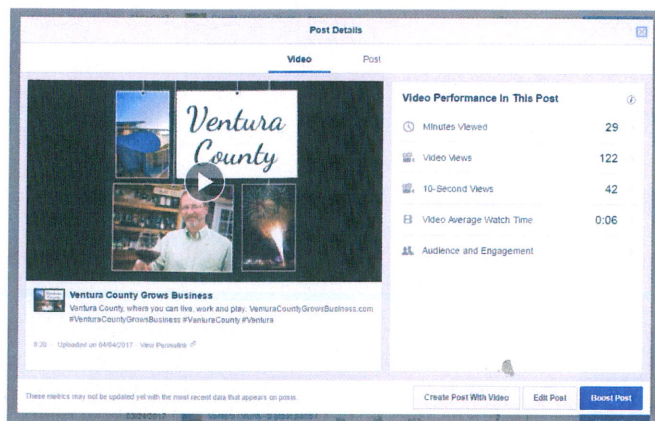 Post Details
Video Post
Ventura
County
Video Performance In This Post
Minutes Viewed 29
Video Views 122
10-Second Views 42
Video Average Watch Time 0:06
Audience and Engagement
Ventura County Grows Business
Ventura County, where you can live, work and play. VenturaCountyGrowsBusiness.com
#VenturaCountyGrowsBusiness #VenturaCounty #Ventura
Uploaded on 04/04/2017 · View Permalink
These metrics may not be updated yet with the most recent data that appears on posts.
Create Post With Video Edit Post Boost Post
03/24/2017